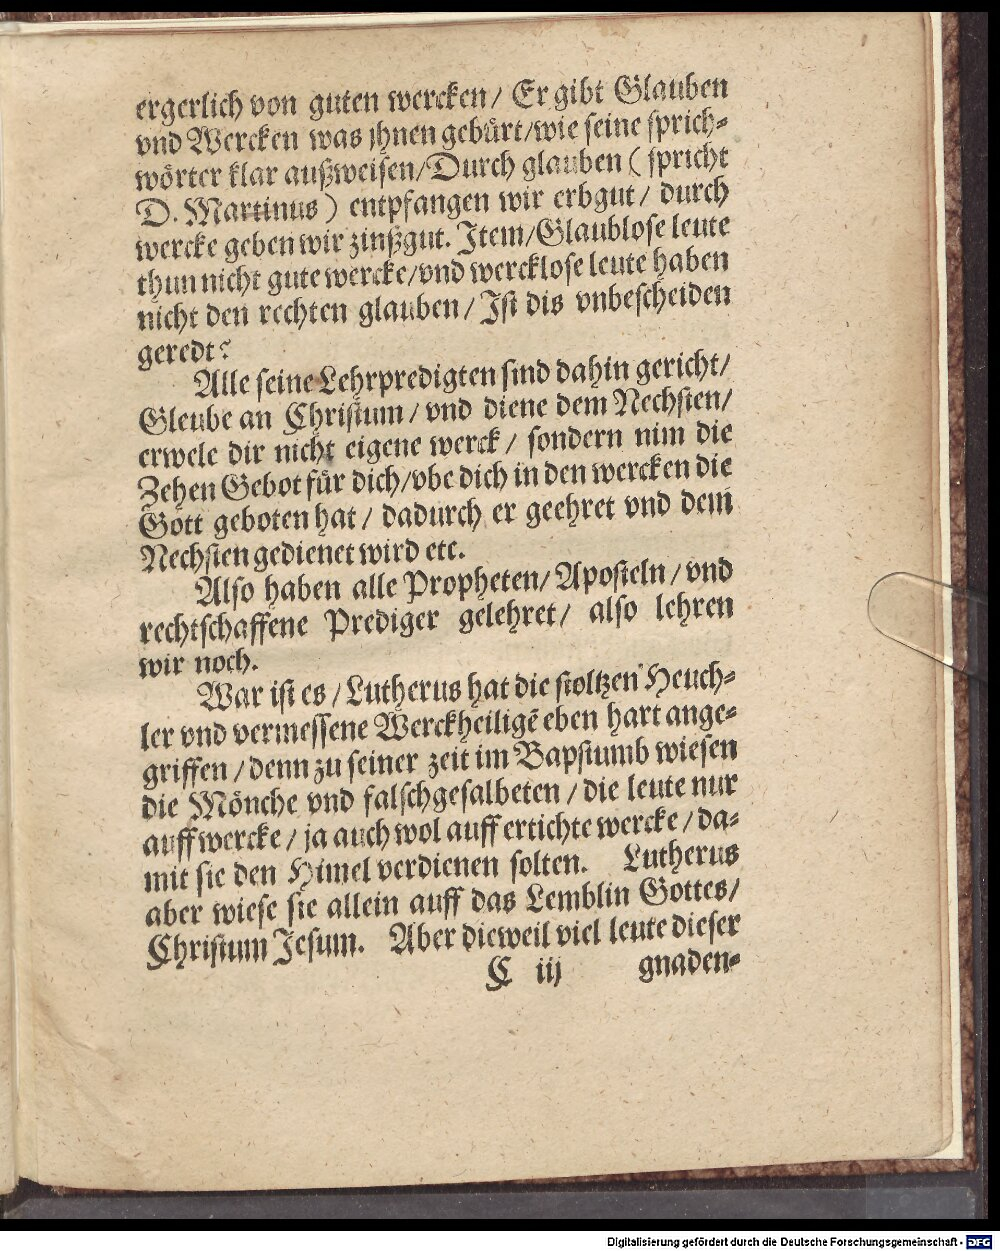 ergerlich von guten wercken / Er gibt Glauben
vnd Wercken was jhnen gebürt / wie seine sprich⸗
wörter klar außweisen / Durch glauben ( spricht
D. Martinus ) entpfangen wir erbgut / durch
wercke geben wir zinßgut. Item / Glaublose leute
thun nicht gute wercke / vnd wercklose leute haben
nicht den rechten glauben / Ist dis vnbescheiden
geredt?
Alle seine Lehrpredigten sind dahin gericht /
Gleube an Christum / vnd diene dem Nechsten /
erwele dir nicht eigene werck / sondern nim die
Zehen Gebot für dich / vbe dich in den wercken die
Gott geboten hat / dadurch er geehret vnd dem
Nechsten gedienet wird etc.
Also haben alle Propheten / Aposteln / vnd
rechtschaffene Prediger gelehret / also lehren
wir noch.
War ist es / Lutherus hat die stoltzen Heuch⸗
ler vnd vermessene Werckheiligē eben hart ange⸗
griffen / denn zu seiner zeit im Bapstumb wiesen
die Mönche vnd falschgesalbeten / die leute nur
auff wercke / ja auch wol auff ertichte wercke / da⸗
mit sie den Himel verdienen solten. Lutherus
aber wiese sie allein auff das Lemblin Gottes /
Christum Jesum. Aber dieweil viel leute dieser
C iij gnaden⸗
Digitalisierung gefördert durch die Deutsche Forschungsgemeinschaft - DFG